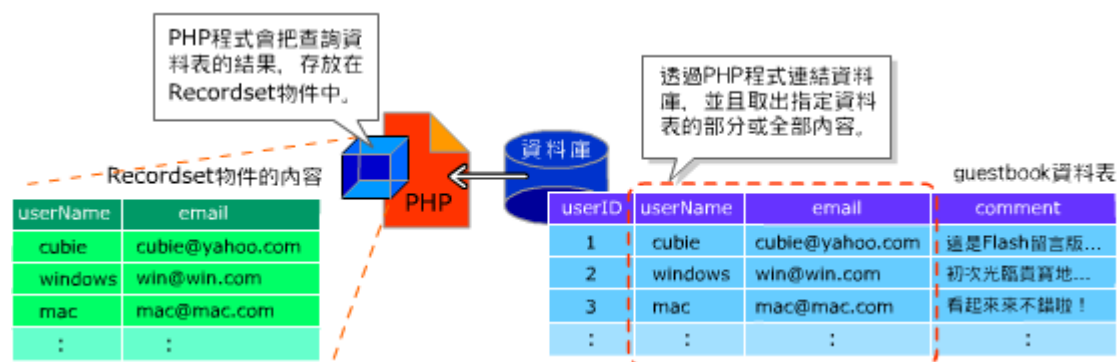 PHP程式會把查詢資
料表的結果，存放在
Recordset物件中。
透過PHP程式連結資料
庫，並且取出指定資料
表的部分或全部內容。
資料庫
PHP
Recordset物件的內容
userName email
cubie cubie@yahoo.com
windows win@win.com
mac mac@mac.com
: :
guestbook資料表
userID userName email comment
1 cubie cubie@yahoo.com 這是Flash留言版...
2 windows win@win.com 初次光臨貴寶地...
3 mac mac@mac.com 看起來來不錯啦！
: : : :